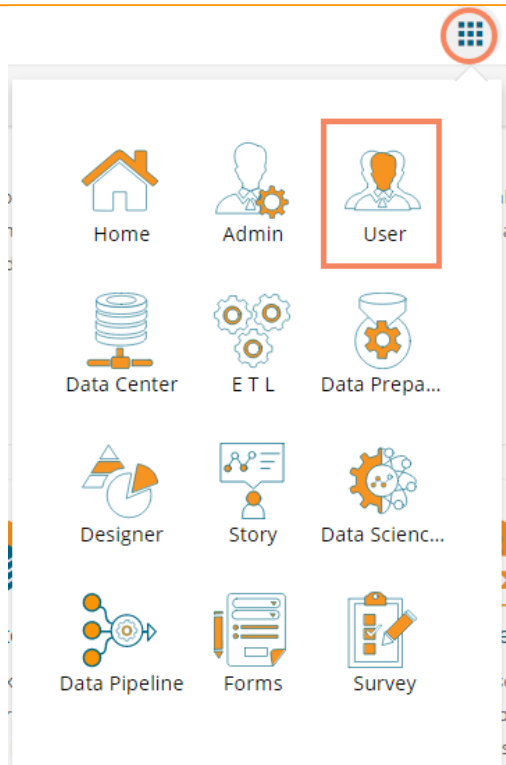 Home Admin User
Data Center E T L Data Prepa...
Designer Story Data Scienc...
Data Pipeline Forms Survey